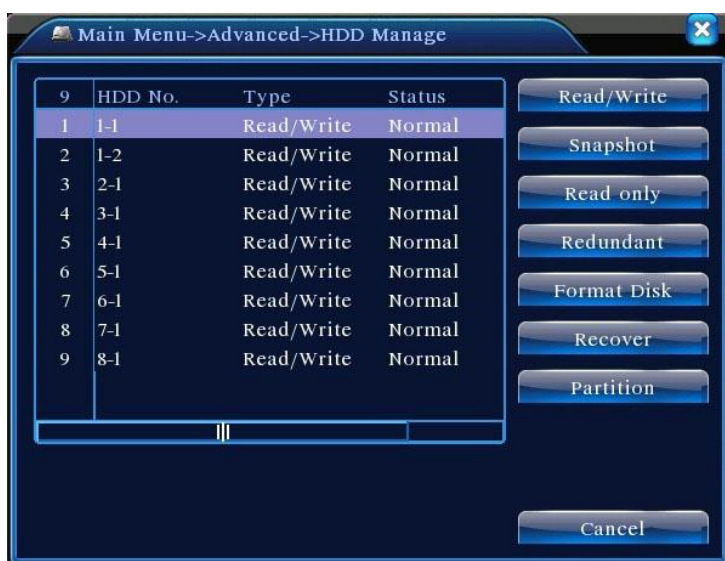 Main Menu->Advanced->HDD Manage
9 HDD No. Type Status
1 1-1 Read/Write Normal
2 1-2 Read/Write Normal
3 2-1 Read/Write Normal
4 3-1 Read/Write Normal
5 4-1 Read/Write Normal
6 5-1 Read/Write Normal
7 6-1 Read/Write Normal
8 7-1 Read/Write Normal
9 8-1 Read/Write Normal
Read/Write
Snapshot
Read only
Redundant
Format Disk
Recover
Partition
Cancel